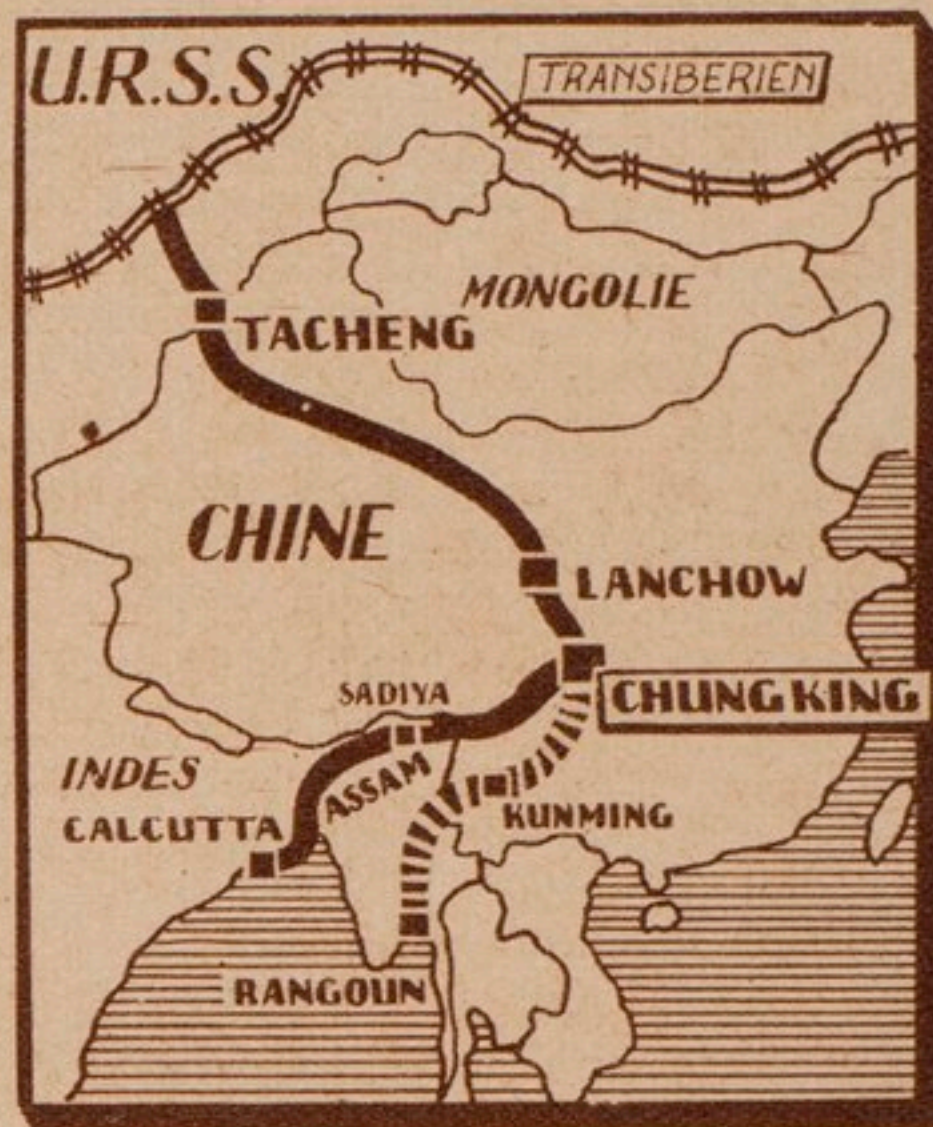 U.R.S.S.
TRANSIBERIEN
MONGOLIE
TACHENG
CHINE
LANCHOW
SADIYA
CHUNGKING
INDES
ASSAM
CALCUTTA
KUNMING
RANGOUN